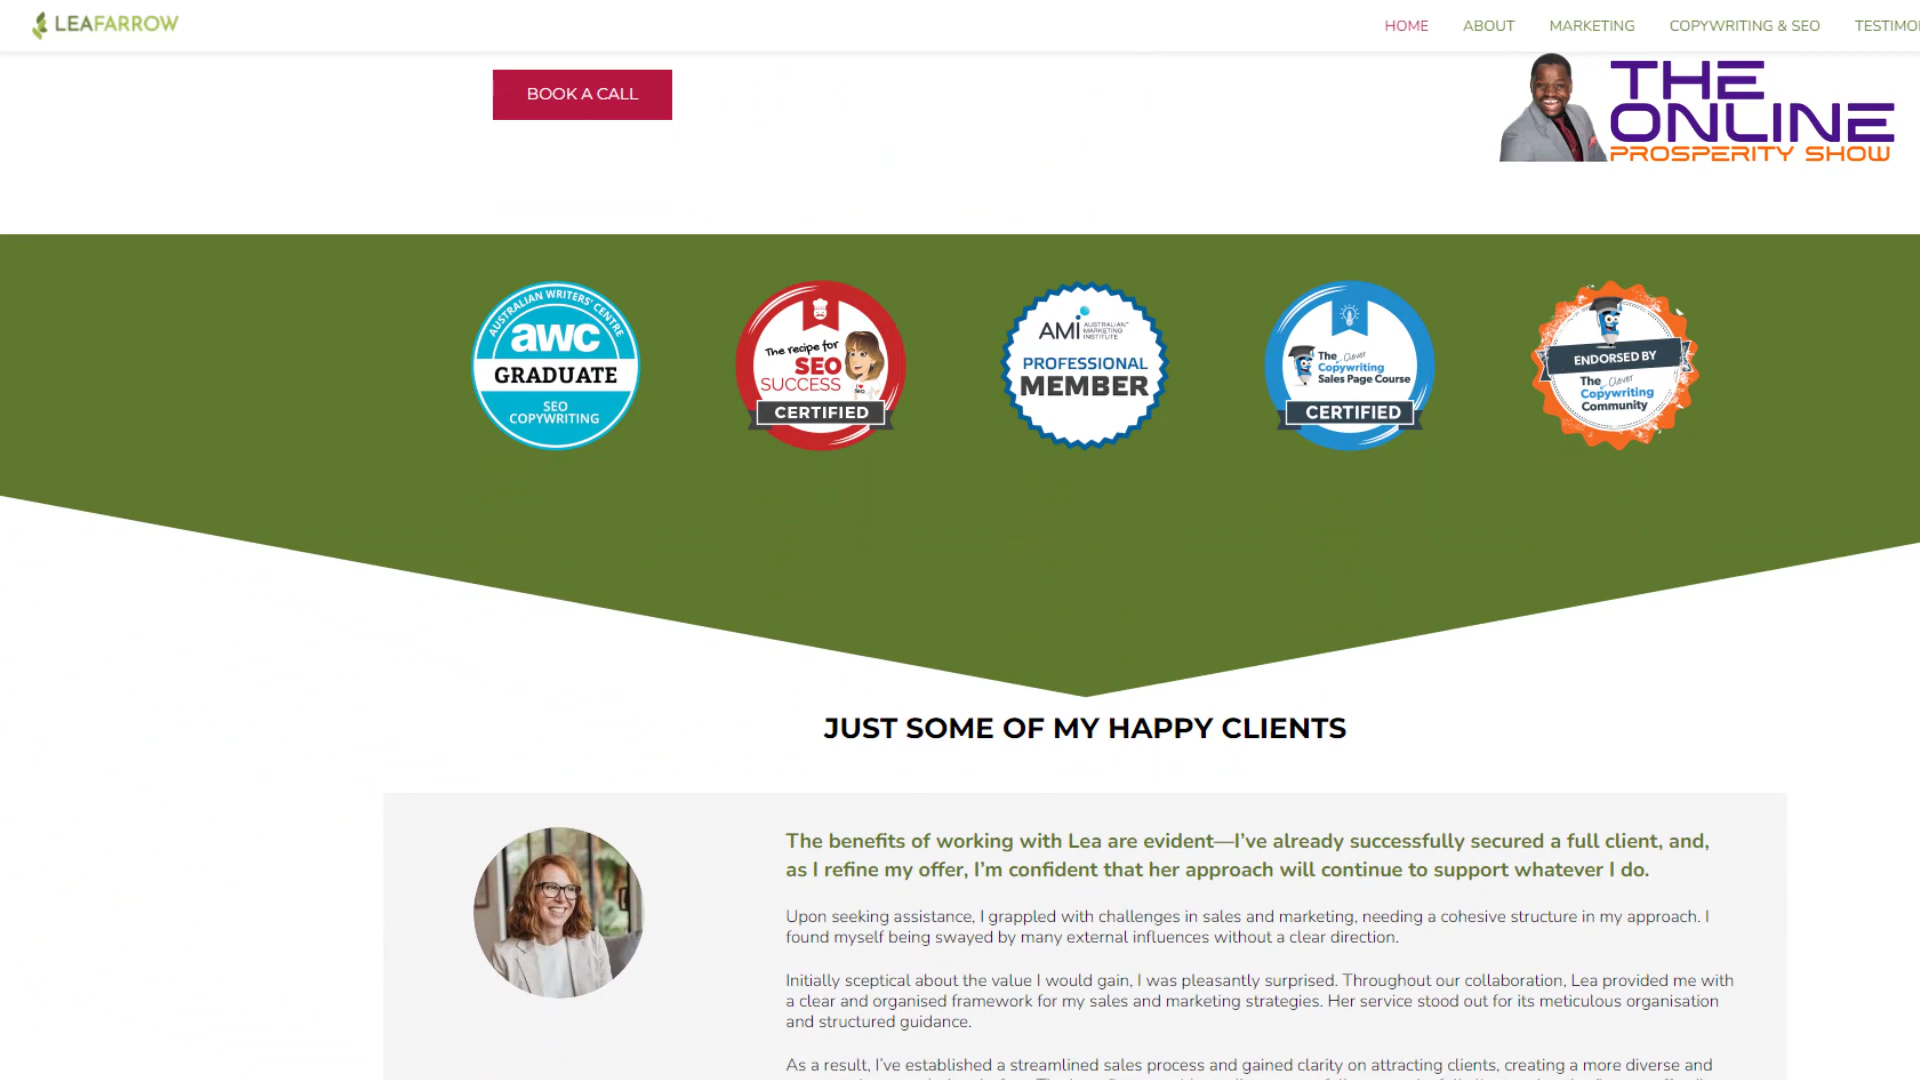 LEAFARROW
HOME ABOUT MARKETING COPYWRITING & SEO
BOOK A CALL
THE
ONLINE
PROSPERITY SHOW
AUSTRALIAN WRITERS' CENTRE
awc
GRADUATE
SEO
COPYWRITING
The recipe for
SEO
SUCCESS
CERTIFIED
AMi AUSTRALIAN
MARKETING
INSTITUTE
PROFESSIONAL
MEMBER
The Clever
Copywriting
Sales Page Course
CERTIFIED
ENDORSED BY
The Clever
Copywriting
Community
JUST SOME OF MY HAPPY CLIENTS
The benefits of working with Lea are evident—I’ve already successfully secured a full client, and,
as I refine my offer, I’m confident that her approach will continue to support whatever I do.
Upon seeking assistance, I grappled with challenges in sales and marketing, needing a cohesive structure in my approach. I
found myself being swayed by many external influences without a clear direction.
Initially sceptical about the value I would gain, I was pleasantly surprised. Throughout our collaboration, Lea provided me with
a clear and organised framework for my sales and marketing strategies. Her service stood out for its meticulous organisation
and structured guidance.
As a result, I’ve established a streamlined sales process and gained clarity on attracting clients, creating a more diverse and